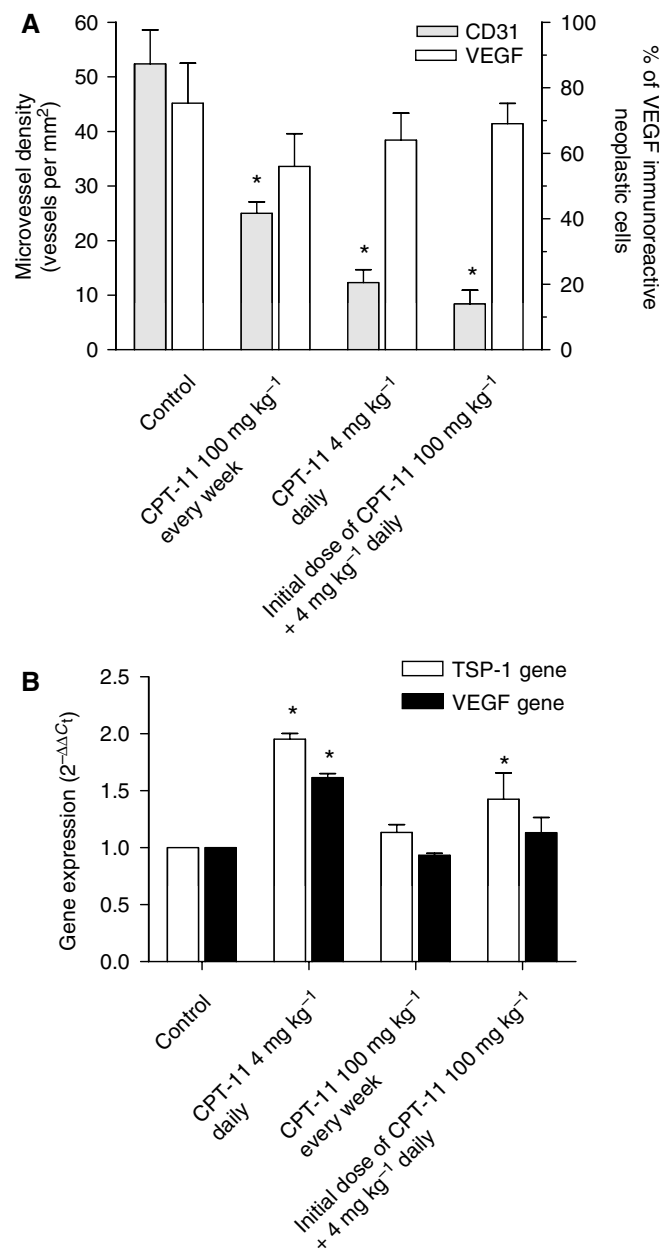 A
CD31
VEGF
Microvessel density
(vessels per mm²)
% of VEGF immunoreactive
neoplastic cells
60
50
40
30
20
10
0
100
80
60
40
20
0
*
*
*
Control
CPT-11 100 mg kg⁻¹
every week
CPT-11 4 mg kg⁻¹
daily
Initial dose of CPT-11 100 mg kg⁻¹
+ 4 mg kg⁻¹ daily
B
TSP-1 gene
VEGF gene
Gene expression (2^−ΔΔCt)
2.5
2.0
1.5
1.0
0.5
0.0
*
*
*
Control
CPT-11 4 mg kg⁻¹
daily
CPT-11 100 mg kg⁻¹
every week
Initial dose of CPT-11 100 mg kg⁻¹
+ 4 mg kg⁻¹ daily